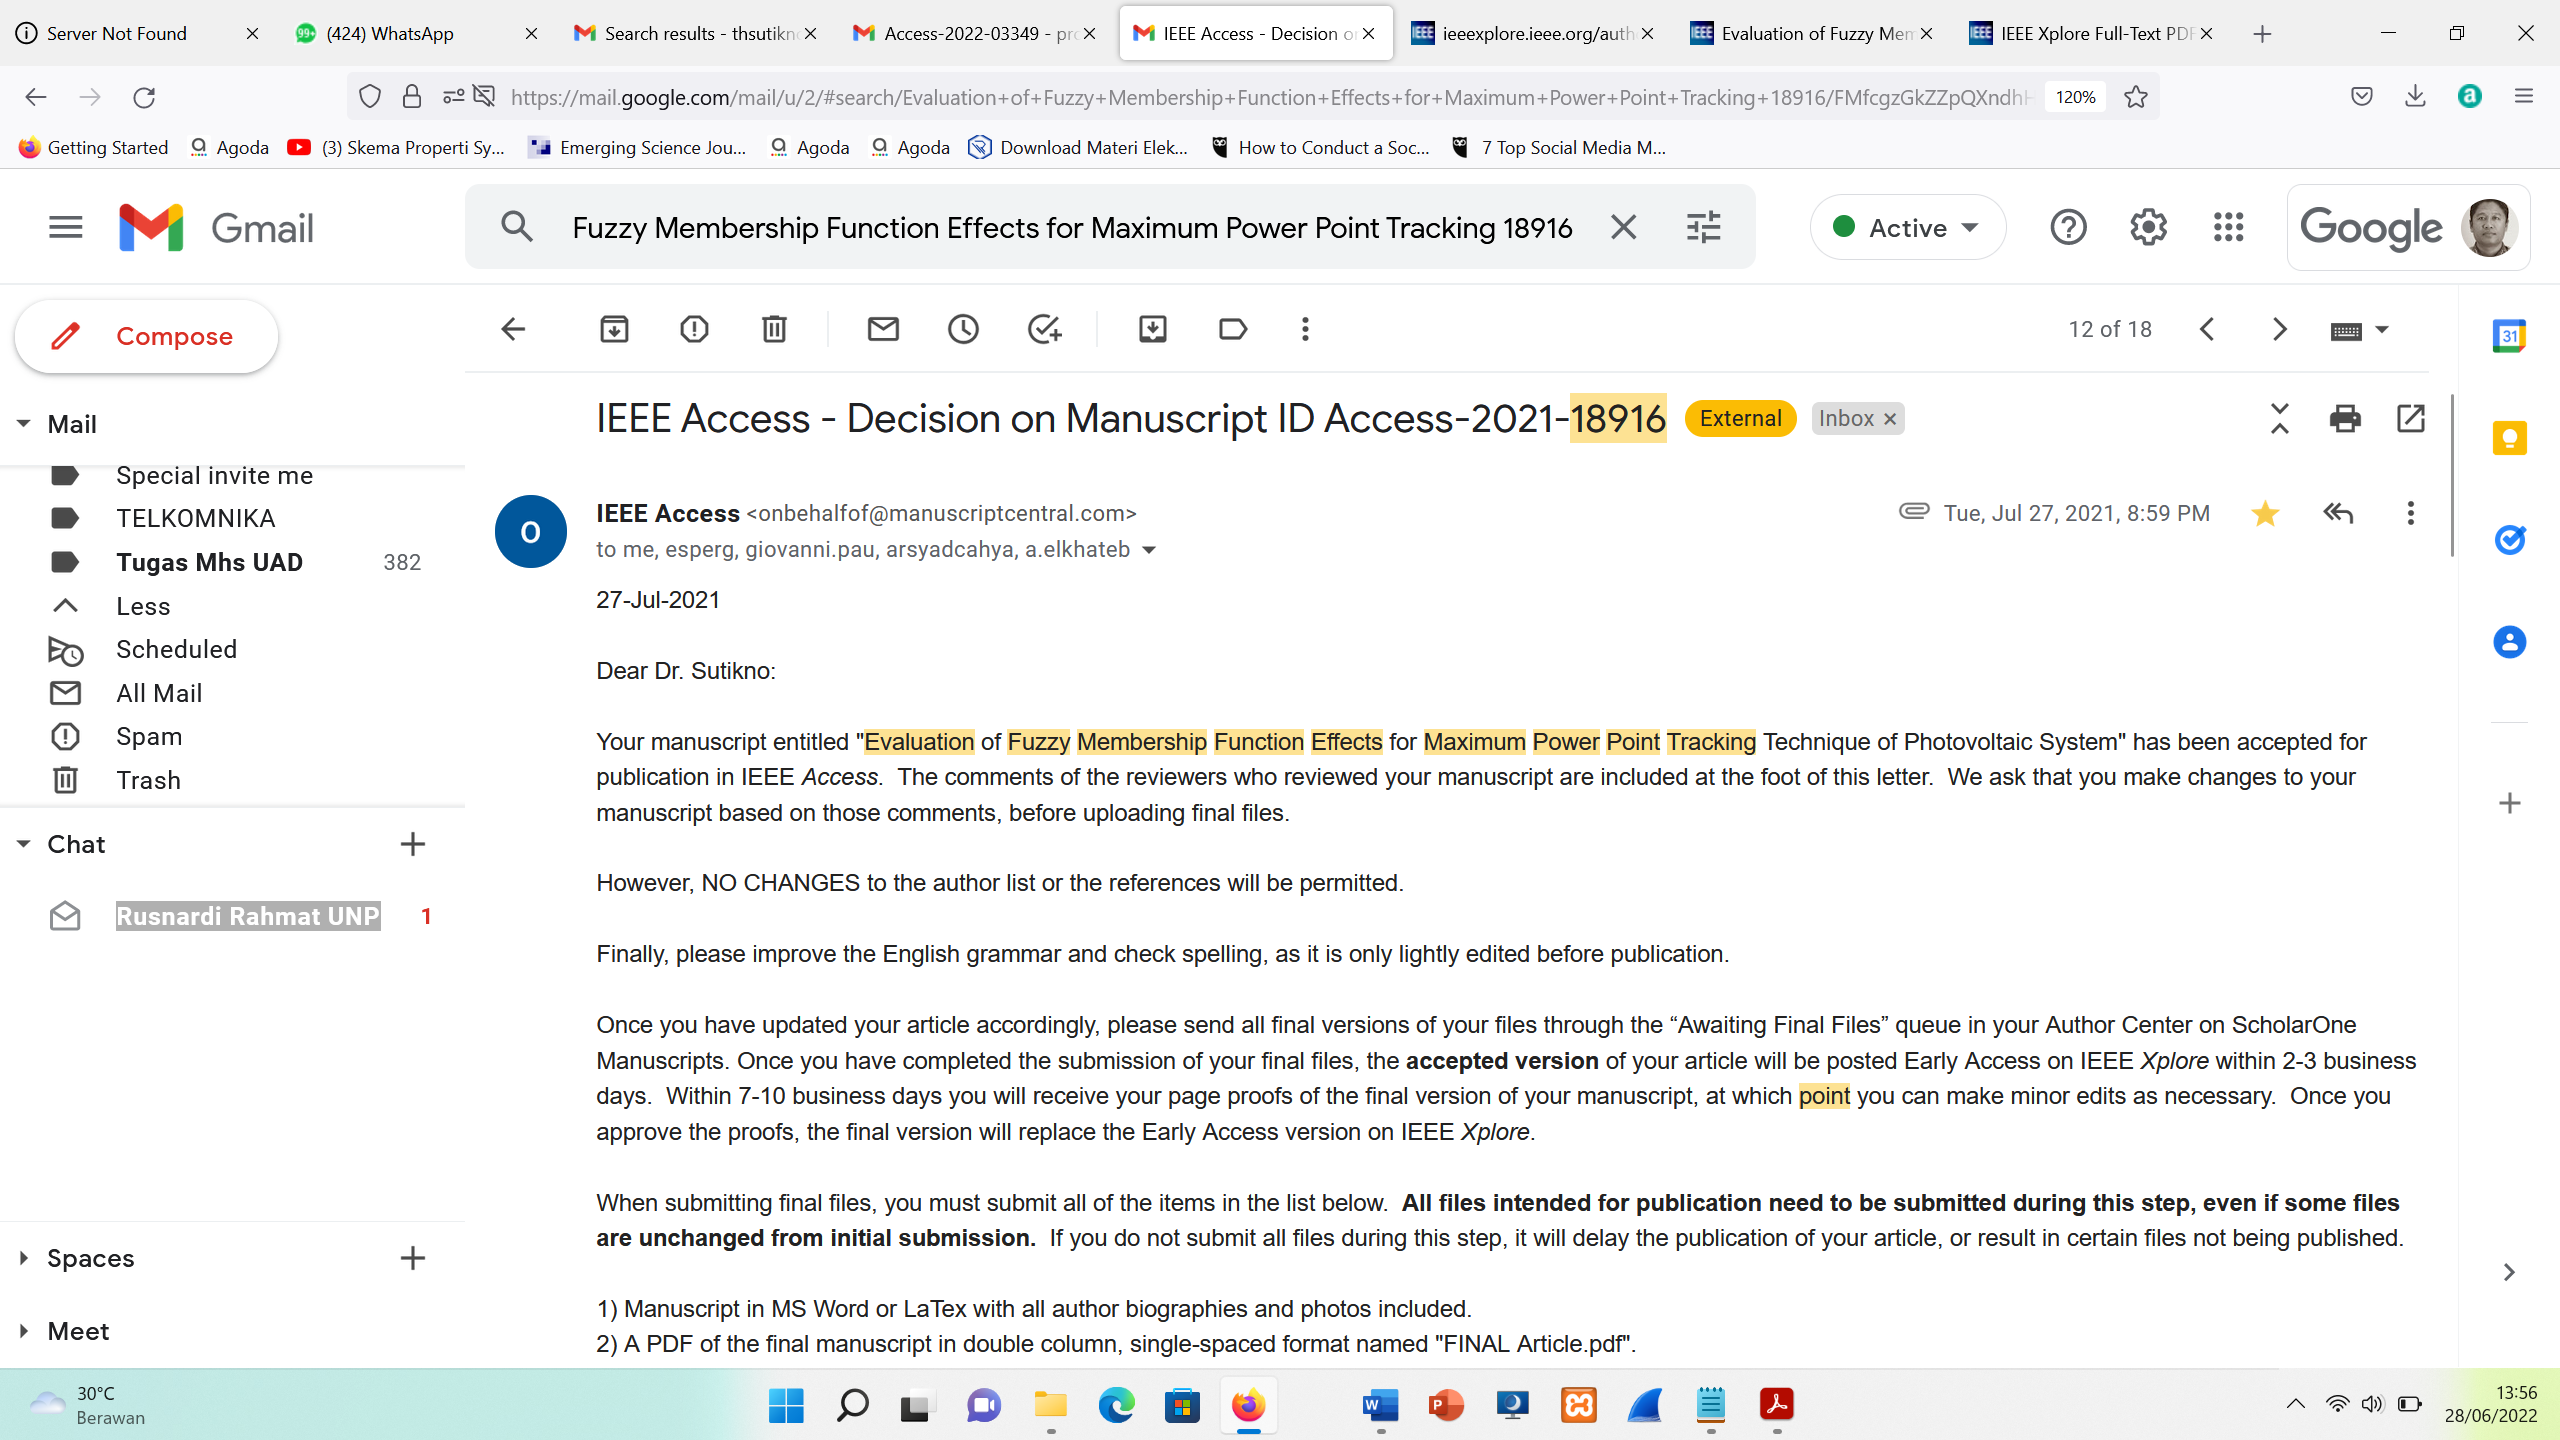 Server Not Found
(424) WhatsApp
Search results - thsutikn
Access-2022-03349 - pr
IEEE Access - Decision o
ieeexplore.ieee.org/auth
Evaluation of Fuzzy Mem
IEEE Xplore Full-Text PDF
https://mail.google.com/mail/u/2/#search/Evaluation+of+Fuzzy+Membership+Function+Effects+for+Maximum+Power+Point+Tracking+18916/FMfcgzGkZZpQXndhH
120%
Getting Started
Agoda
(3) Skema Properti Sy...
Emerging Science Jou...
Agoda
Agoda
Download Materi Elek...
How to Conduct a Soc...
7 Top Social Media M...
Gmail
Fuzzy Membership Function Effects for Maximum Power Point Tracking 18916
Active
Google
Compose
12 of 18
31
Mail
Special invite me
TELKOMNIKA
Tugas Mhs UAD 382
Less
Scheduled
All Mail
Spam
Trash
Chat
Rusnardi Rahmat UNP 1
Spaces
Meet
IEEE Access - Decision on Manuscript ID Access-2021-18916 External Inbox
O
IEEE Access <onbehalfof@manuscriptcentral.com>
Tue, Jul 27, 2021, 8:59 PM
to me, esperg, giovanni.pau, arsyadcahya, a.elkhateb
27-Jul-2021
Dear Dr. Sutikno:
Your manuscript entitled "Evaluation of Fuzzy Membership Function Effects for Maximum Power Point Tracking Technique of Photovoltaic System" has been accepted for
publication in IEEE Access.  The comments of the reviewers who reviewed your manuscript are included at the foot of this letter.  We ask that you make changes to your
manuscript based on those comments, before uploading final files.
However, NO CHANGES to the author list or the references will be permitted.
Finally, please improve the English grammar and check spelling, as it is only lightly edited before publication.
Once you have updated your article accordingly, please send all final versions of your files through the “Awaiting Final Files” queue in your Author Center on ScholarOne
Manuscripts. Once you have completed the submission of your final files, the accepted version of your article will be posted Early Access on IEEE Xplore within 2-3 business
days.  Within 7-10 business days you will receive your page proofs of the final version of your manuscript, at which point you can make minor edits as necessary.  Once you
approve the proofs, the final version will replace the Early Access version on IEEE Xplore.
When submitting final files, you must submit all of the items in the list below.  All files intended for publication need to be submitted during this step, even if some files
are unchanged from initial submission.  If you do not submit all files during this step, it will delay the publication of your article, or result in certain files not being published.
1) Manuscript in MS Word or LaTex with all author biographies and photos included.
2) A PDF of the final manuscript in double column, single-spaced format named "FINAL Article.pdf".
30°C
Berawan
13:56
28/06/2022